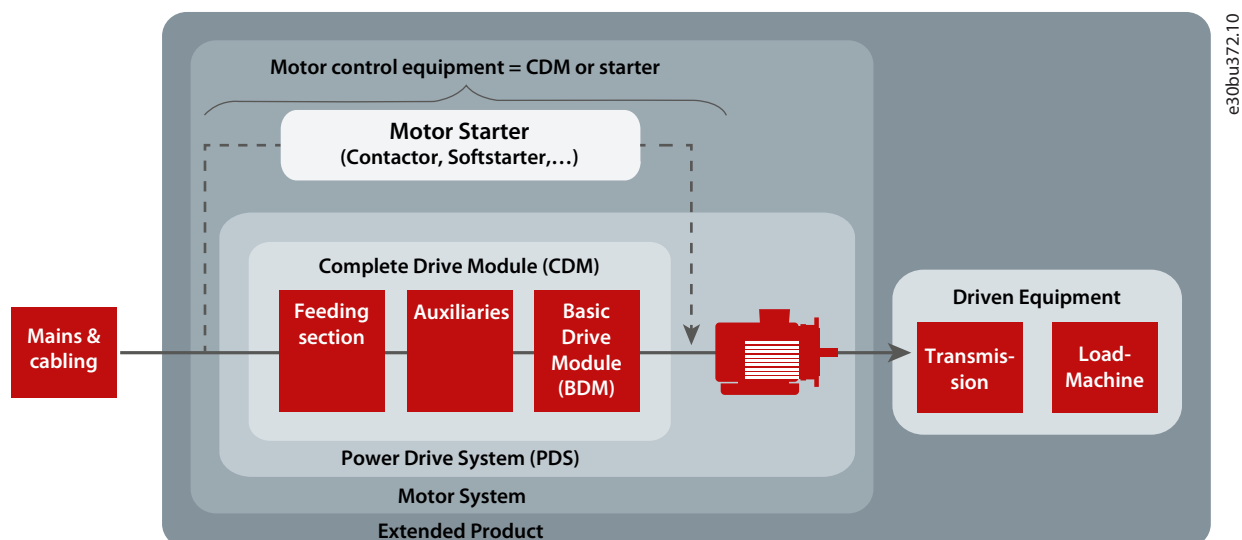 e30bu372.10
Motor control equipment = CDM or starter
Motor Starter
(Contactor, Softstarter,...)
Complete Drive Module (CDM)
Mains &
cabling
Feeding
section
Auxiliaries
Basic
Drive
Module
(BDM)
Driven Equipment
Transmis-
sion
Load-
Machine
Power Drive System (PDS)
Motor System
Extended Product